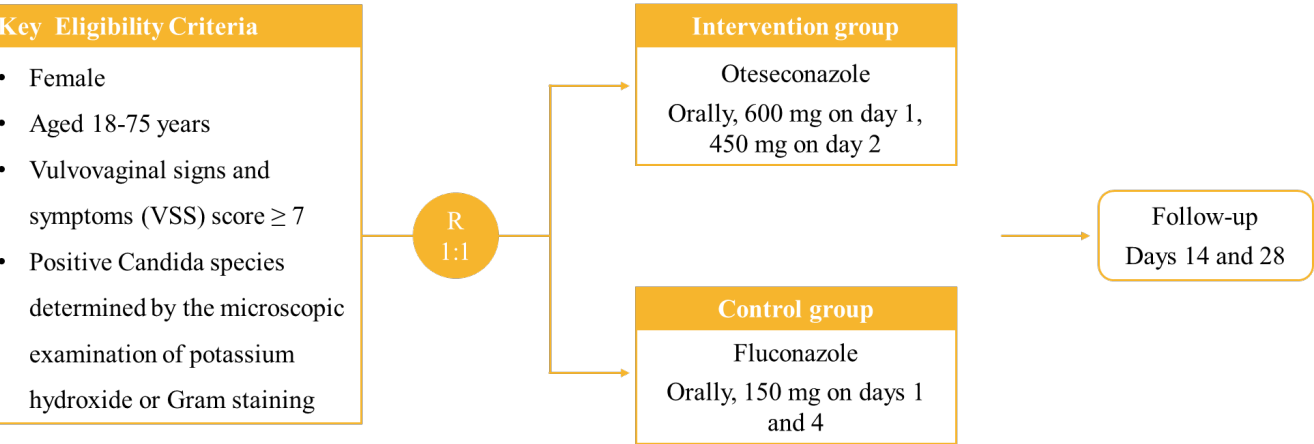 Key Eligibility Criteria
• Female
• Aged 18-75 years
• Vulvovaginal signs and
symptoms (VSS) score ≥ 7
• Positive Candida species
determined by the microscopic
examination of potassium
hydroxide or Gram staining
R
1:1
Intervention group
Oteseconazole
Orally, 600 mg on day 1,
450 mg on day 2
Control group
Fluconazole
Orally, 150 mg on days 1
and 4
Follow-up
Days 14 and 28